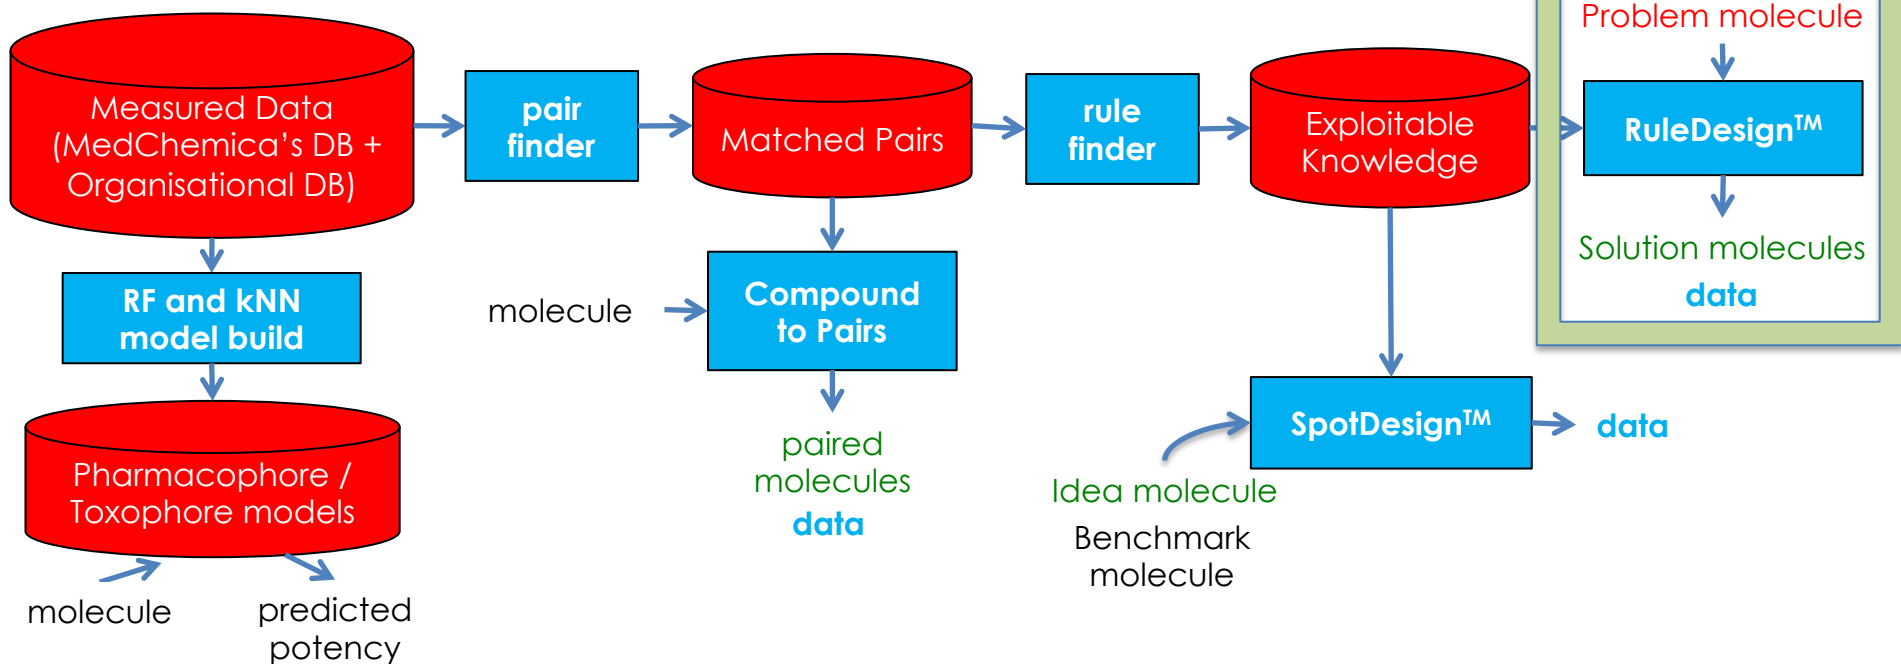 Problem molecule
Measured Data
(MedChemica's DB +
Organisational DB)
pair
finder
Matched Pairs
rule
finder
Exploitable
Knowledge
RuleDesign™
Solution molecules
data
RF and kNN
model build
molecule
Compound
to Pairs
SpotDesign™
data
Pharmacophore /
Toxophore models
paired
molecules
data
Idea molecule
Benchmark
molecule
molecule
predicted
potency